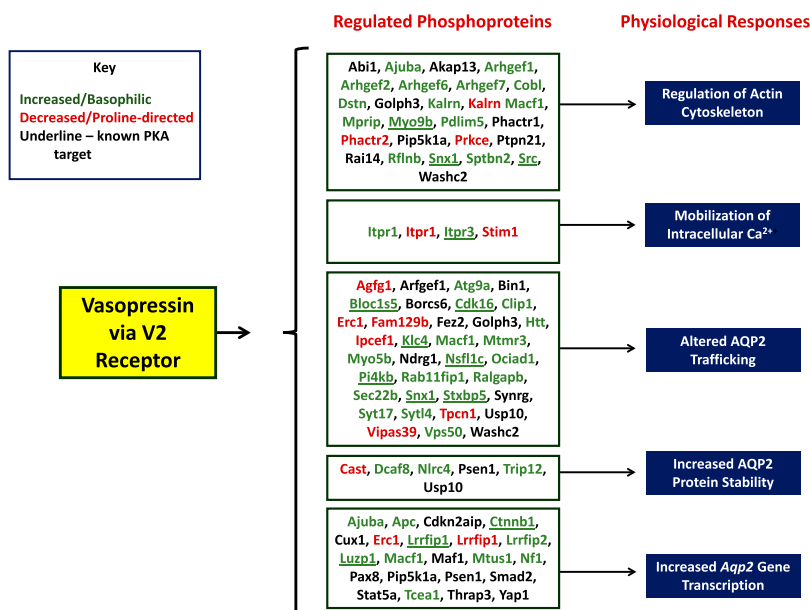 Regulated Phosphoproteins
Physiological Responses
Key
Increased/Basophilic
Decreased/Proline-directed
Underline – known PKA
target
Vasopressin
via V2
Receptor
Abi1, Ajuba, Akap13, Arhgef1,
Arhgef2, Arhgef6, Arhgef7, Cobl,
Dstn, Golph3, Kalrn, Kalrn Macf1,
Mprip, Myo9b, Pdlim5, Phactr1,
Phactr2, Pip5k1a, Prkce, Ptpn21,
Rai14, Rflnb, Snx1, Sptbn2, Src,
Washc2
Regulation of Actin
Cytoskeleton
Itpr1, Itpr1, Itpr3, Stim1
Mobilization of
Intracellular Ca2+
Agfg1, Arfgef1, Atg9a, Bin1,
Bloc1s5, Borcs6, Cdk16, Clip1,
Erc1, Fam129b, Fez2, Golph3, Htt,
Ipcef1, Klc4, Macf1, Mtmr3,
Myo5b, Ndrg1, Nsfl1c, Ociad1,
Pi4kb, Rab11fip1, Ralgapb,
Sec22b, Snx1, Stxbp5, Synrg,
Syt17, Sytl4, Tpcn1, Usp10,
Vipas39, Vps50, Washc2
Altered AQP2
Trafficking
Cast, Dcaf8, Nlrc4, Psen1, Trip12,
Usp10
Increased AQP2
Protein Stability
Ajuba, Apc, Cdkn2aip, Ctnnb1,
Cux1, Erc1, Lrrfip1, Lrrfip1, Lrrfip2,
Luzp1, Macf1, Maf1, Mtus1, Nf1,
Pax8, Pip5k1a, Psen1, Smad2,
Stat5a, Tcea1, Thrap3, Yap1
Increased Aqp2 Gene
Transcription